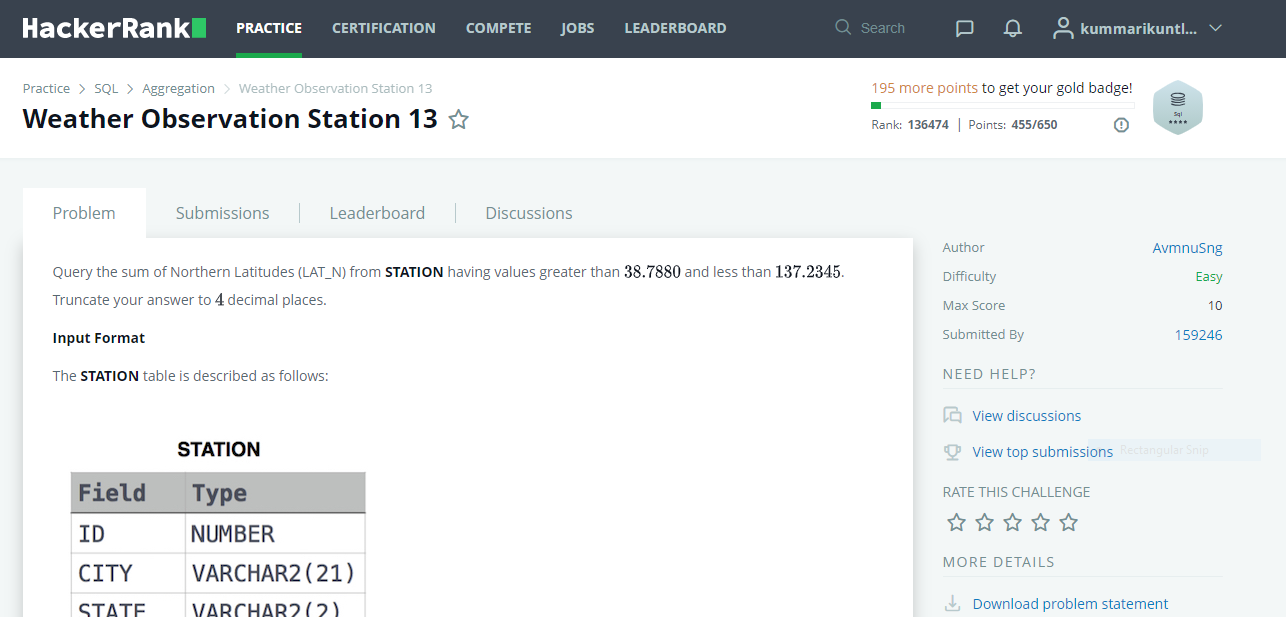 HackerRank PRACTICE CERTIFICATION COMPETE JOBS LEADERBOARD Search kummarikuntl...
Practice > SQL > Aggregation > Weather Observation Station 13
Weather Observation Station 13
195 more points to get your gold badge!
Rank: 136474 | Points: 455/650
Sql
Problem Submissions Leaderboard Discussions
Query the sum of Northern Latitudes (LAT_N) from STATION having values greater than 38.7880 and less than 137.2345.
Truncate your answer to 4 decimal places.
Input Format
The STATION table is described as follows:
STATION
Field Type
ID NUMBER
CITY VARCHAR2(21)
STATE VARCHAR2(2)
Author AvmnuSng
Difficulty Easy
Max Score 10
Submitted By 159246
NEED HELP?
View discussions
View top submissions
Rectangular Snip
RATE THIS CHALLENGE
MORE DETAILS
Download problem statement